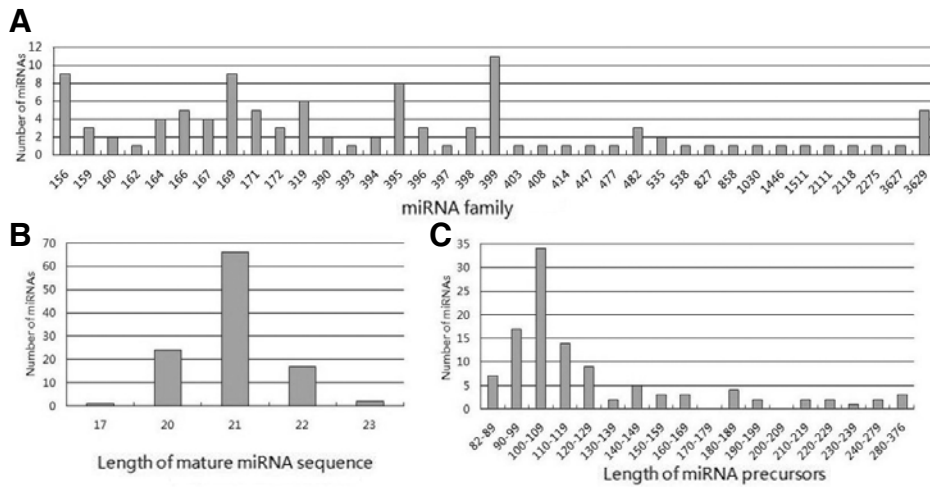 A
Number of miRNAs
12
10
8
6
4
2
0
156 159 160 162 164 166 167 169 171 172 319 390 393 394 395 396 397 398 399 403 408 414 447 477 482 535 538 827 858 1030 1446 1511 2111 2118 2275 3627 3629
miRNA family
B
Number of miRNAs
70
60
50
40
30
20
10
0
17 20 21 22 23
Length of mature miRNA sequence
C
Number of miRNAs
35
30
25
20
15
10
5
0
82-89 90-99 100-109 110-119 120-129 130-139 140-149 150-159 160-169 170-179 180-189 190-199 200-209 210-219 220-229 230-239 240-279 280-376
Length of miRNA precursors